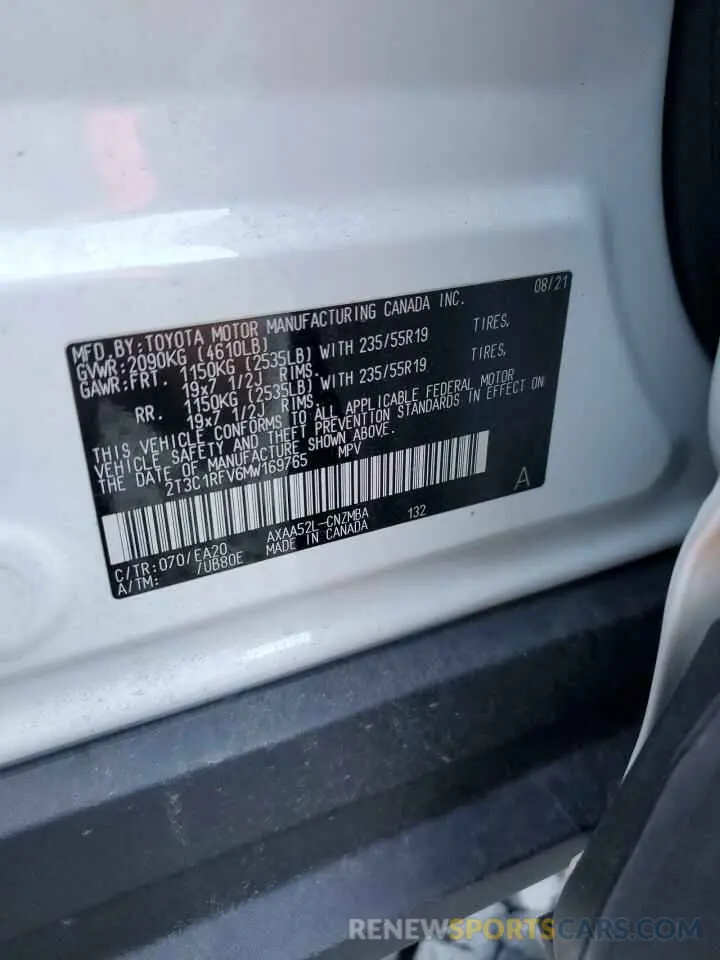 MFD. BY: TOYOTA MOTOR MANUFACTURING CANADA INC. 08/21
GVWR: 2090KG (4610LB)
GAWR: FRT. 1150KG (2535LB) WITH 235/55R19 TIRES,
19x7 1/2J RIMS.
RR. 1150KG (2535LB) WITH 235/55R19 TIRES,
19x7 1/2J RIMS.
THIS VEHICLE CONFORMS TO ALL APPLICABLE FEDERAL MOTOR
VEHICLE SAFETY AND THEFT PREVENTION STANDARDS IN EFFECT ON
THE DATE OF MANUFACTURE SHOWN ABOVE.
2T3C1RFV6MW169765 MPV
A
C/TR: 070/EA20 AXAA52L-CNZMBA 132
A/TM: /UB80E MADE IN CANADA
RENEWSPORTSCARS.COM